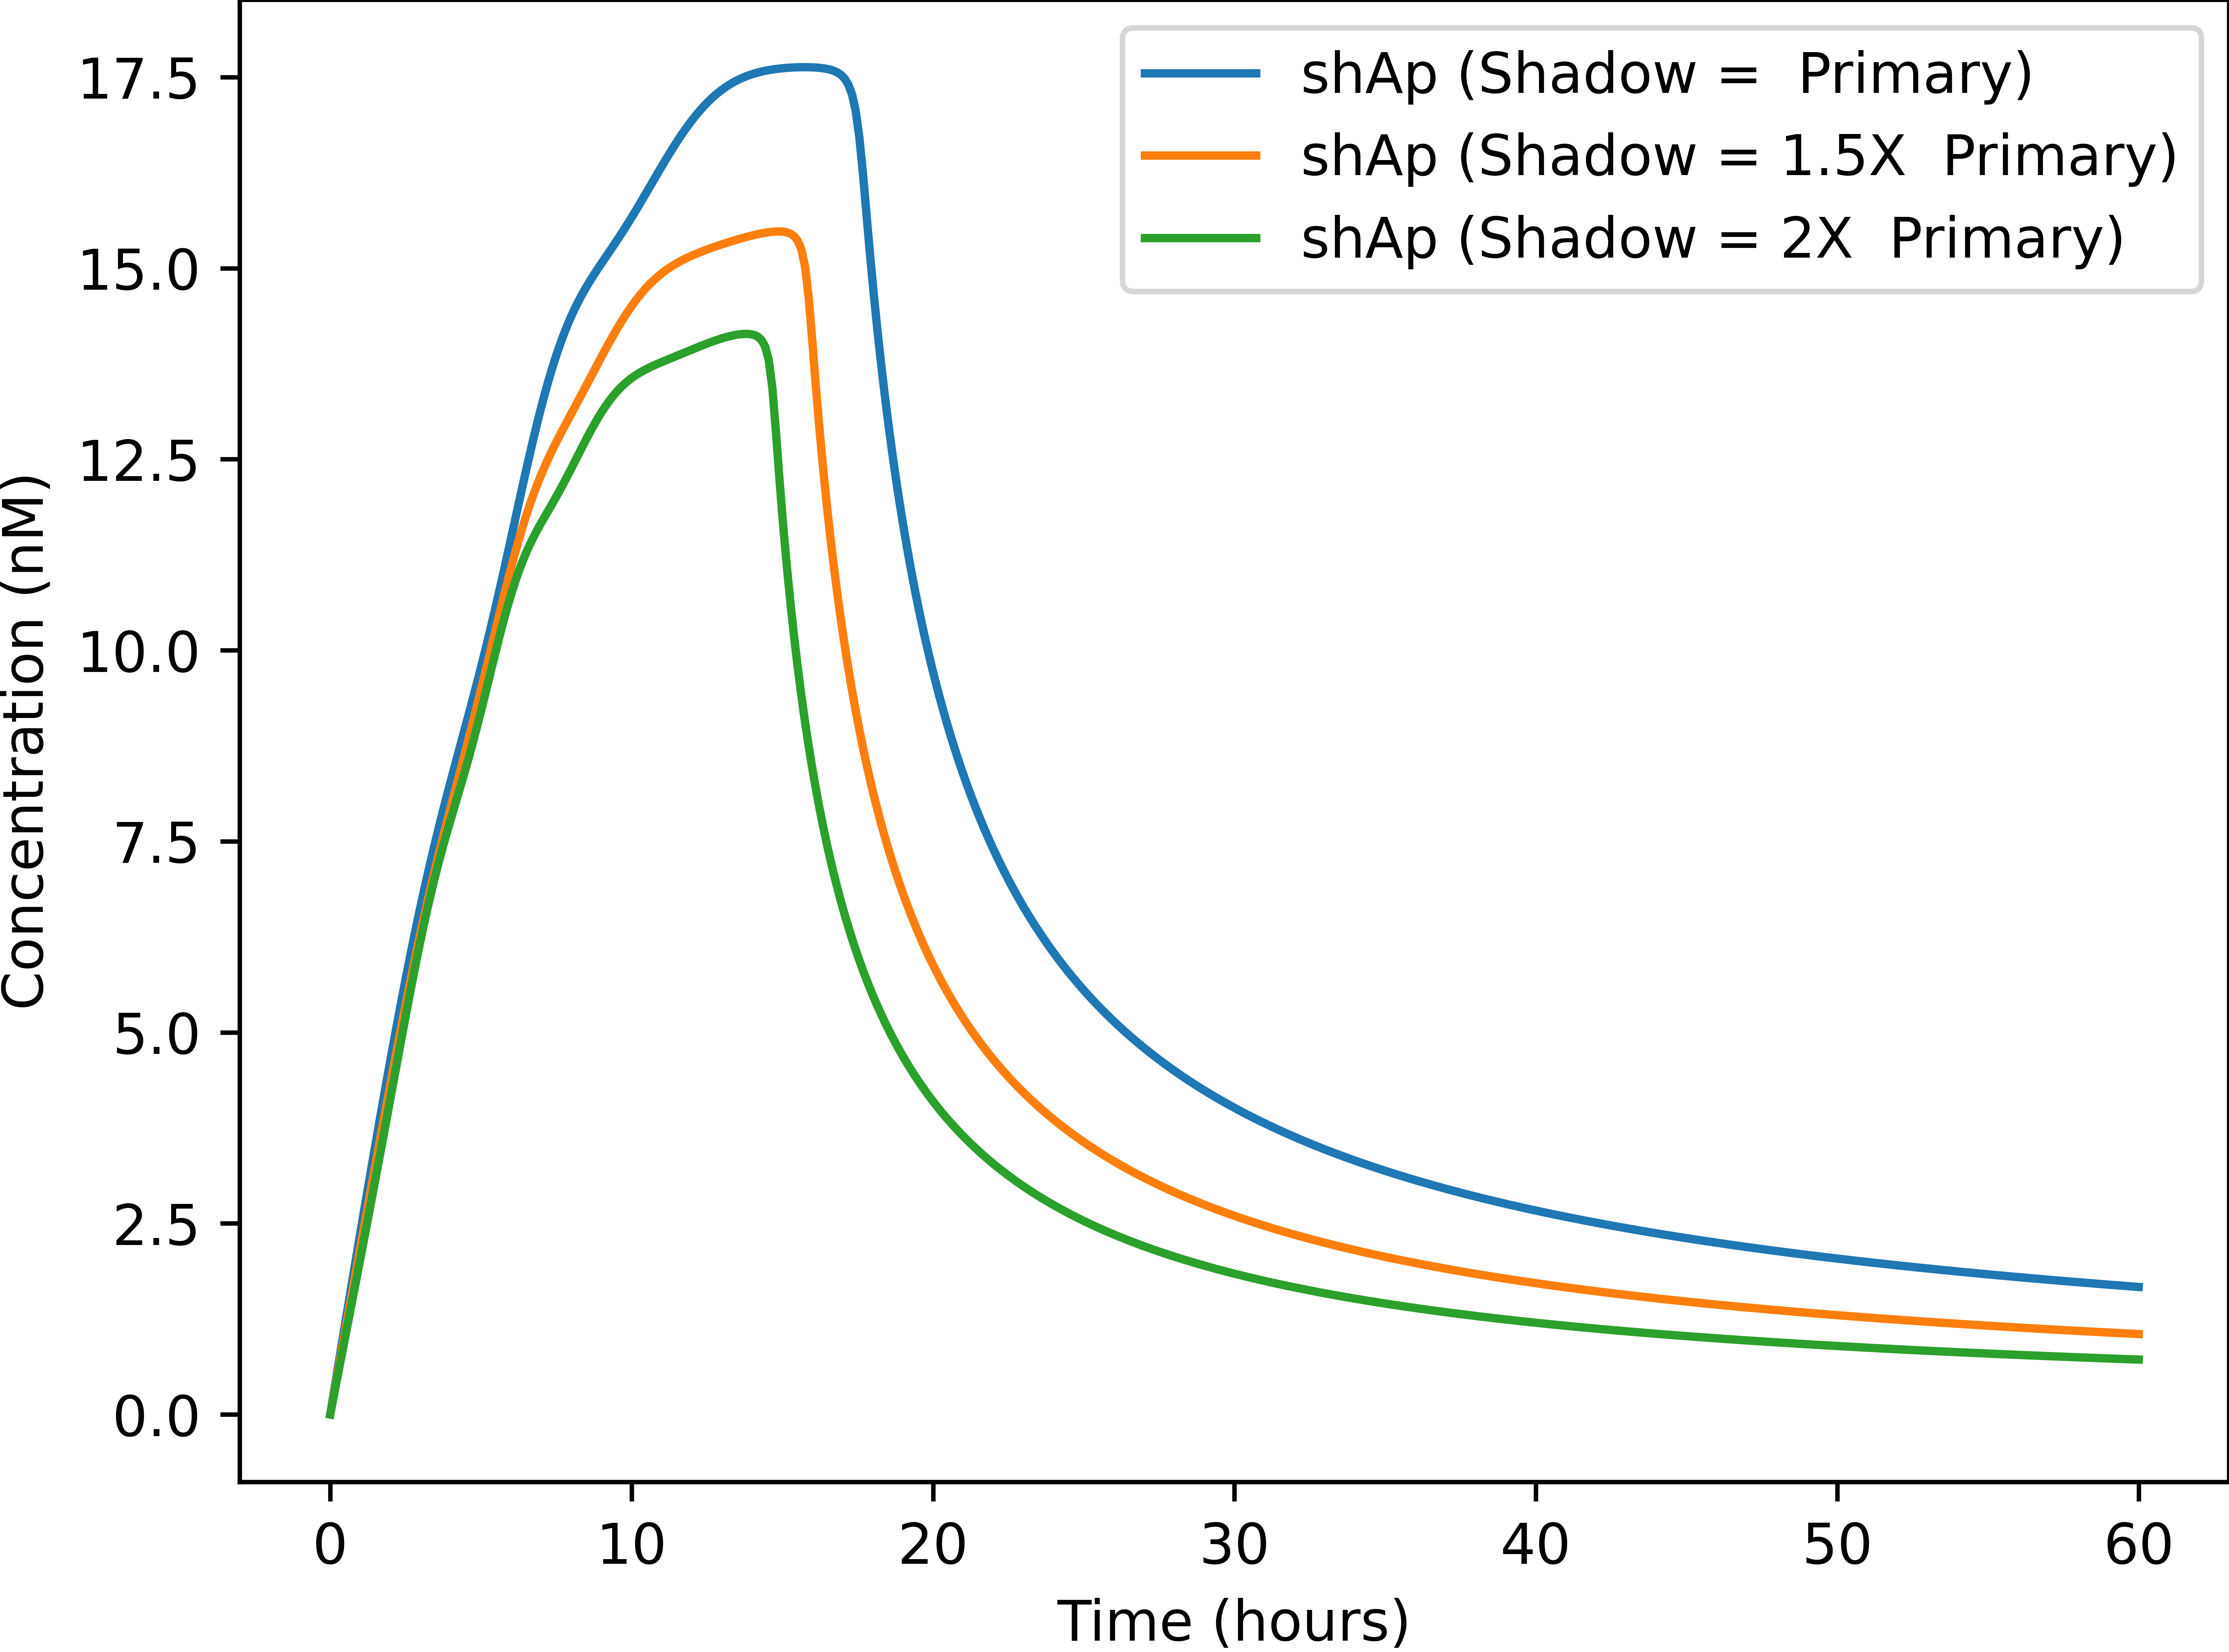 17.5
15.0
12.5
10.0
7.5
5.0
2.5
0.0
Concentration (nM)
shAp (Shadow =  Primary)
shAp (Shadow = 1.5X  Primary)
shAp (Shadow = 2X  Primary)
0 10 20 30 40 50 60
Time (hours)